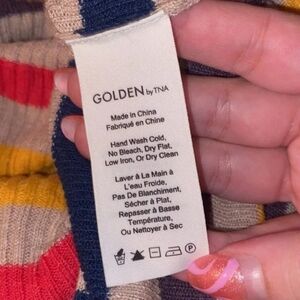 GOLDEN by TNA
Made in China
Fabriqué en Chine
Hand Wash Cold,
No Bleach, Dry Flat,
Low Iron, Or Dry Clean
Laver à La Main à
L'eau Froide,
Pas De Blanchiment,
Sécher à Plat,
Repasser à Basse
Température,
Ou Nettoyer à Sec
P